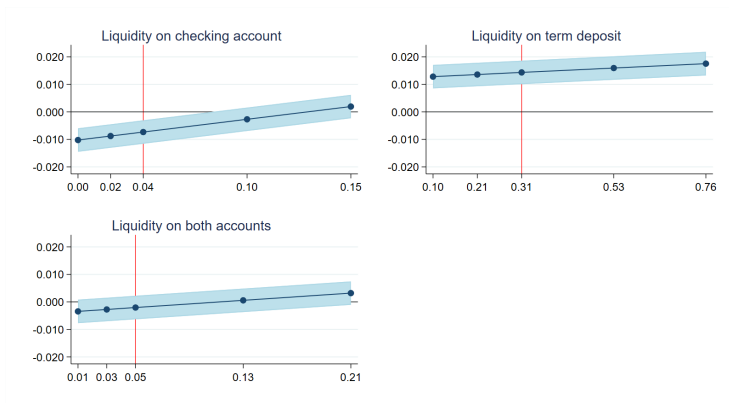 Liquidity on checking account
0.020
0.010
0.000
-0.010
-0.020
0.00 0.02 0.04 0.10 0.15
Liquidity on term deposit
0.020
0.010
0.000
-0.010
-0.020
0.10 0.21 0.31 0.53 0.76
Liquidity on both accounts
0.020
0.010
0.000
-0.010
-0.020
0.01 0.03 0.05 0.13 0.21